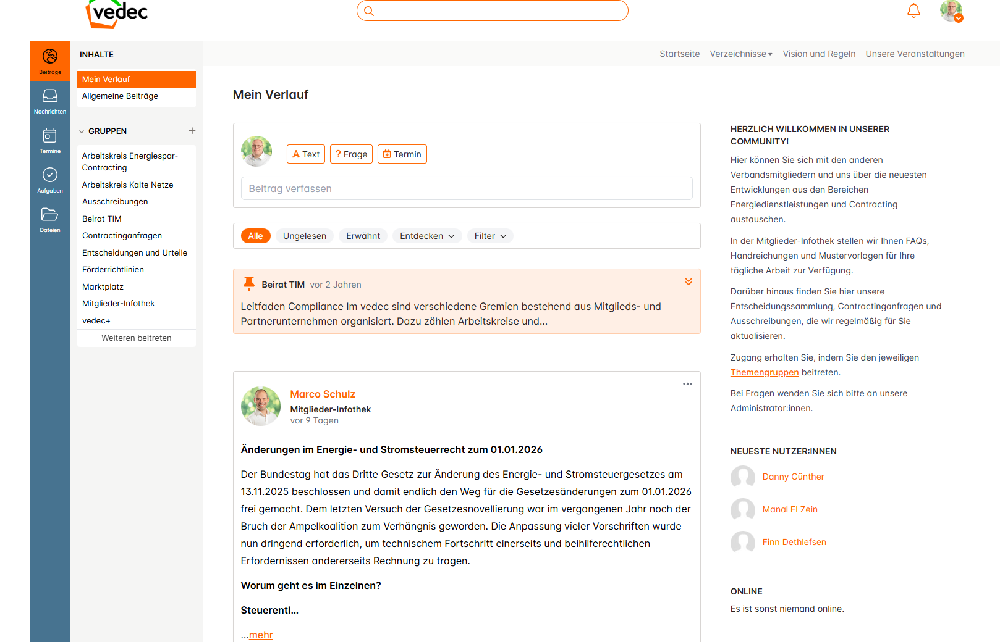 vedec
Startseite Verzeichnisse Vision und Regeln Unsere Veranstaltungen
Beiträge
Nachrichten
Termine
Aufgaben
Dateien
INHALTE
Mein Verlauf
Allgemeine Beiträge
GRUPPEN
Arbeitskreis Energiespar-
Contracting
Arbeitskreis Kalte Netze
Ausschreibungen
Beirat TIM
Contractinganfragen
Entscheidungen und Urteile
Förderrichtlinien
Marktplatz
Mitglieder-Infothek
vedec+
Weiteren beitreten
Mein Verlauf
Text Frage Termin
Beitrag verfassen
Alle Ungelesen Erwähnt Entdecken Filter
Beirat TIM vor 2 Jahren
Leitfaden Compliance Im vedec sind verschiedene Gremien bestehend aus Mitglieds- und
Partnerunternehmen organisiert. Dazu zählen Arbeitskreise und...
Marco Schulz
Mitglieder-Infothek
vor 9 Tagen
Änderungen im Energie- und Stromsteuerrecht zum 01.01.2026
Der Bundestag hat das Dritte Gesetz zur Änderung des Energie- und Stromsteuergesetzes am
13.11.2025 beschlossen und damit endlich den Weg für die Gesetzesänderungen zum 01.01.2026
frei gemacht. Dem letzten Versuch der Gesetzesnovellierung war im vergangenen Jahr noch der
Bruch der Ampelkoalition zum Verhängnis geworden. Die Anpassung vieler Vorschriften wurde
nun dringend erforderlich, um technischem Fortschritt einerseits und beihilferechtlichen
Erfordernissen andererseits Rechnung zu tragen.
Worum geht es im Einzelnen?
Steuerentl...
...mehr
HERZLICH WILLKOMMEN IN UNSERER
COMMUNITY!
Hier können Sie sich mit den anderen
Verbandsmitgliedern und uns über die neuesten
Entwicklungen aus den Bereichen
Energiedienstleistungen und Contracting
austauschen.
In der Mitglieder-Infothek stellen wir Ihnen FAQs,
Handreichungen und Mustervorlagen für Ihre
tägliche Arbeit zur Verfügung.
Darüber hinaus finden Sie hier unsere
Entscheidungssammlung, Contractinganfragen und
Ausschreibungen, die wir regelmäßig für Sie
aktualisieren.
Zugang erhalten Sie, indem Sie den jeweiligen
Themengruppen beitreten.
Bei Fragen wenden Sie sich bitte an unsere
Administrator:innen.
NEUESTE NUTZER:INNEN
Danny Günther
Manal El Zein
Finn Dethlefsen
ONLINE
Es ist sonst niemand online.